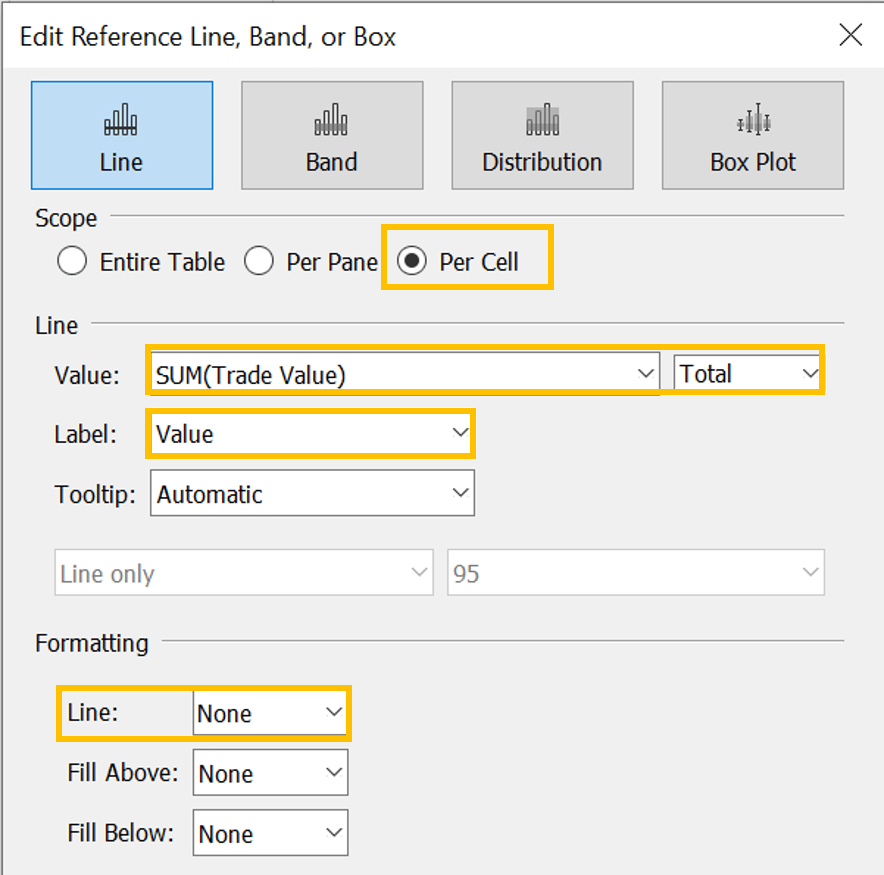 Edit Reference Line, Band, or Box
Line Band Distribution Box Plot
Scope
Entire Table Per Pane Per Cell
Line
Value: SUM(Trade Value) Total
Label: Value
Tooltip: Automatic
Line only 95
Formatting
Line: None
Fill Above: None
Fill Below: None